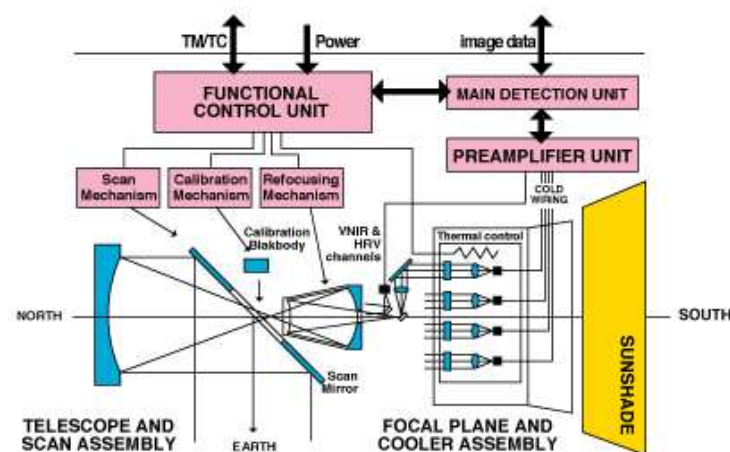 TM/TC
Power
image data
FUNCTIONAL
CONTROL UNIT
MAIN DETECTION UNIT
PREAMPLIFIER UNIT
Scan
Mechanism
Calibration
Mechanism
Refocusing
Mechanism
COLD
WIRING
Calibration
Blakbody
VNIR &
HRV
channels
Thermal control
NORTH
SOUTH
SUNSHADE
Scan
Mirror
TELESCOPE AND
SCAN ASSEMBLY
EARTH
FOCAL PLANE AND
COOLER ASSEMBLY